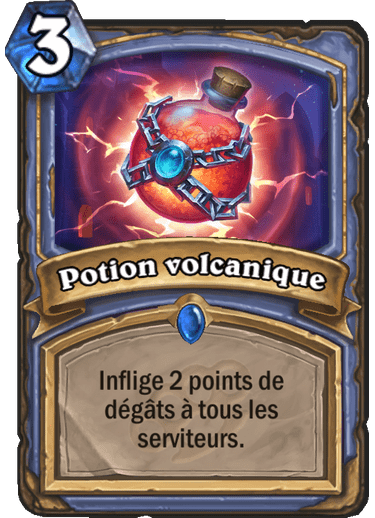 3
Potion volcanique
Inflige 2 points de
dégâts à tous les
serviteurs.